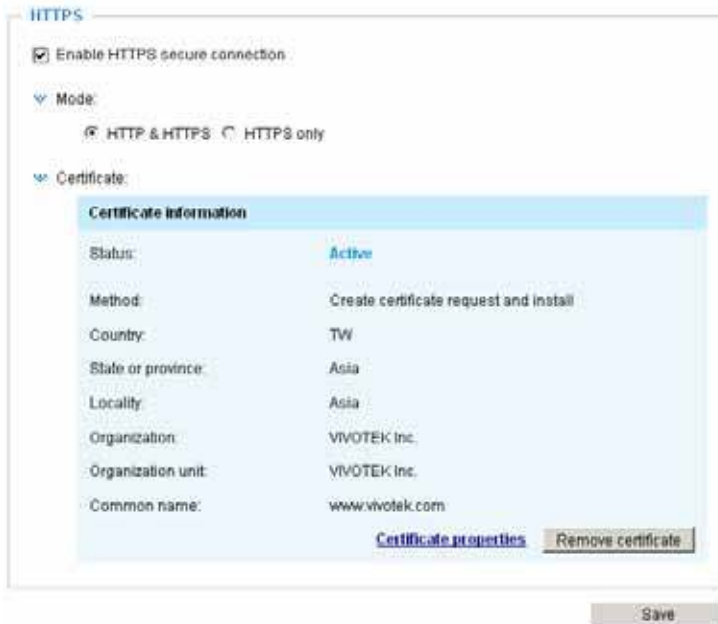 HTTPS
Enable HTTPS secure connection
Mode:
HTTP & HTTPS HTTPS only
Certificate:
Certificate information
Status: Active
Method: Create certificate request and install
Country: TW
State or province: Asia
Locality: Asia
Organization: VIVOTEK Inc.
Organization unit: VIVOTEK Inc.
Common name: www.vivotek.com
Certificate properties Remove certificate
Save